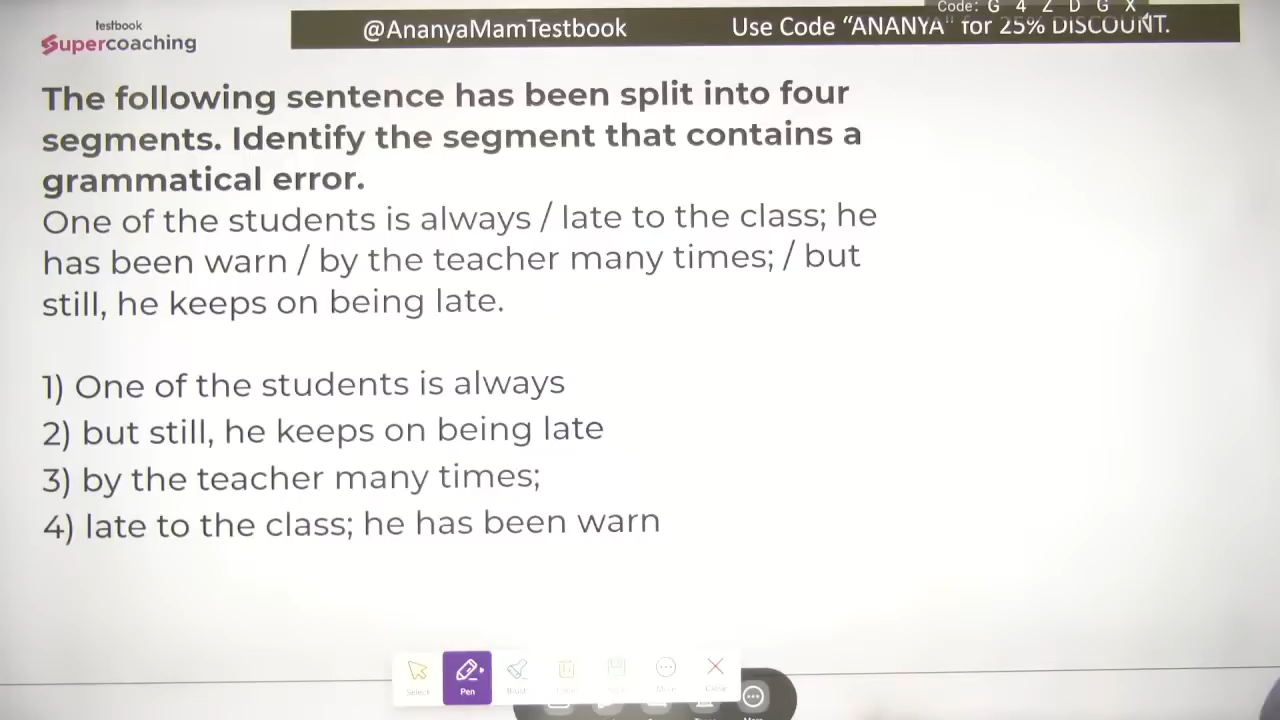 testbook
Supercoaching
@AnanyaMamTestbook
Use Code “ANANYA" for 25% DISCOUNT.
Code: G 4 Z D G X
The following sentence has been split into four
segments. Identify the segment that contains a
grammatical error.
One of the students is always / late to the class; he
has been warn / by the teacher many times; / but
still, he keeps on being late.
1) One of the students is always
2) but still, he keeps on being late
3) by the teacher many times;
4) late to the class; he has been warn
Select
Pen
Brush
More
Close